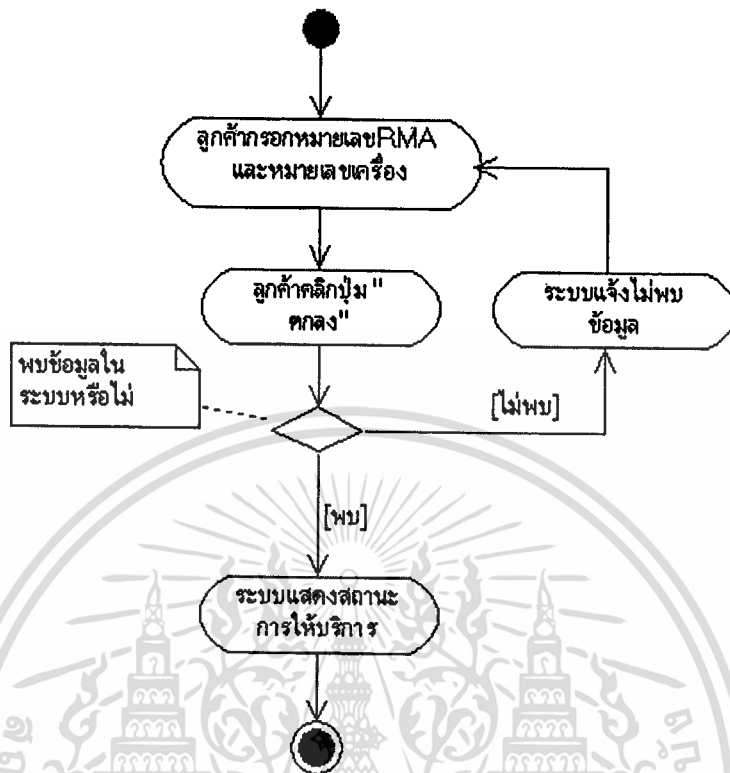 ลูกค้ากรอกหมายเลขRMA
และหมายเลขเครื่อง
ลูกค้าคลิกปุ่ม "
ตกลง"
ระบบแจ้งไม่พบ
ข้อมูล
พบข้อมูลใน
ระบบหรือไม่
[ไม่พบ]
[พบ]
ระบบแสดงสถานะ
การให้บริการ